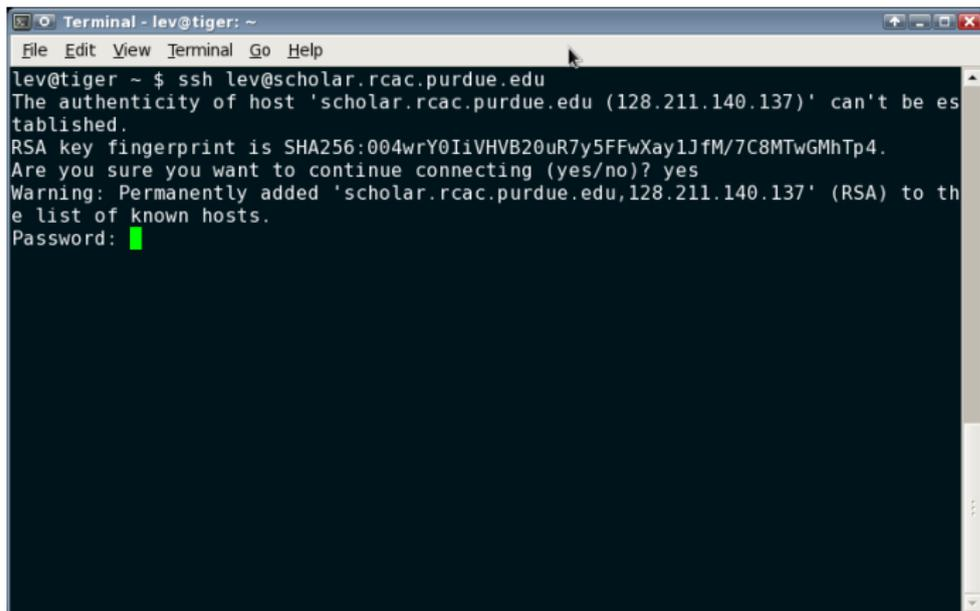 Terminal - lev@tiger: ~
File Edit View Terminal Go Help
lev@tiger ~ $ ssh lev@scholar.rcac.purdue.edu
The authenticity of host 'scholar.rcac.purdue.edu (128.211.140.137)' can't be es
tablished.
RSA key fingerprint is SHA256:004wrY0IiVHVB20uR7y5FFwXay1JfM/7C8MTwGMhTp4.
Are you sure you want to continue connecting (yes/no)? yes
Warning: Permanently added 'scholar.rcac.purdue.edu,128.211.140.137' (RSA) to th
e list of known hosts.
Password: